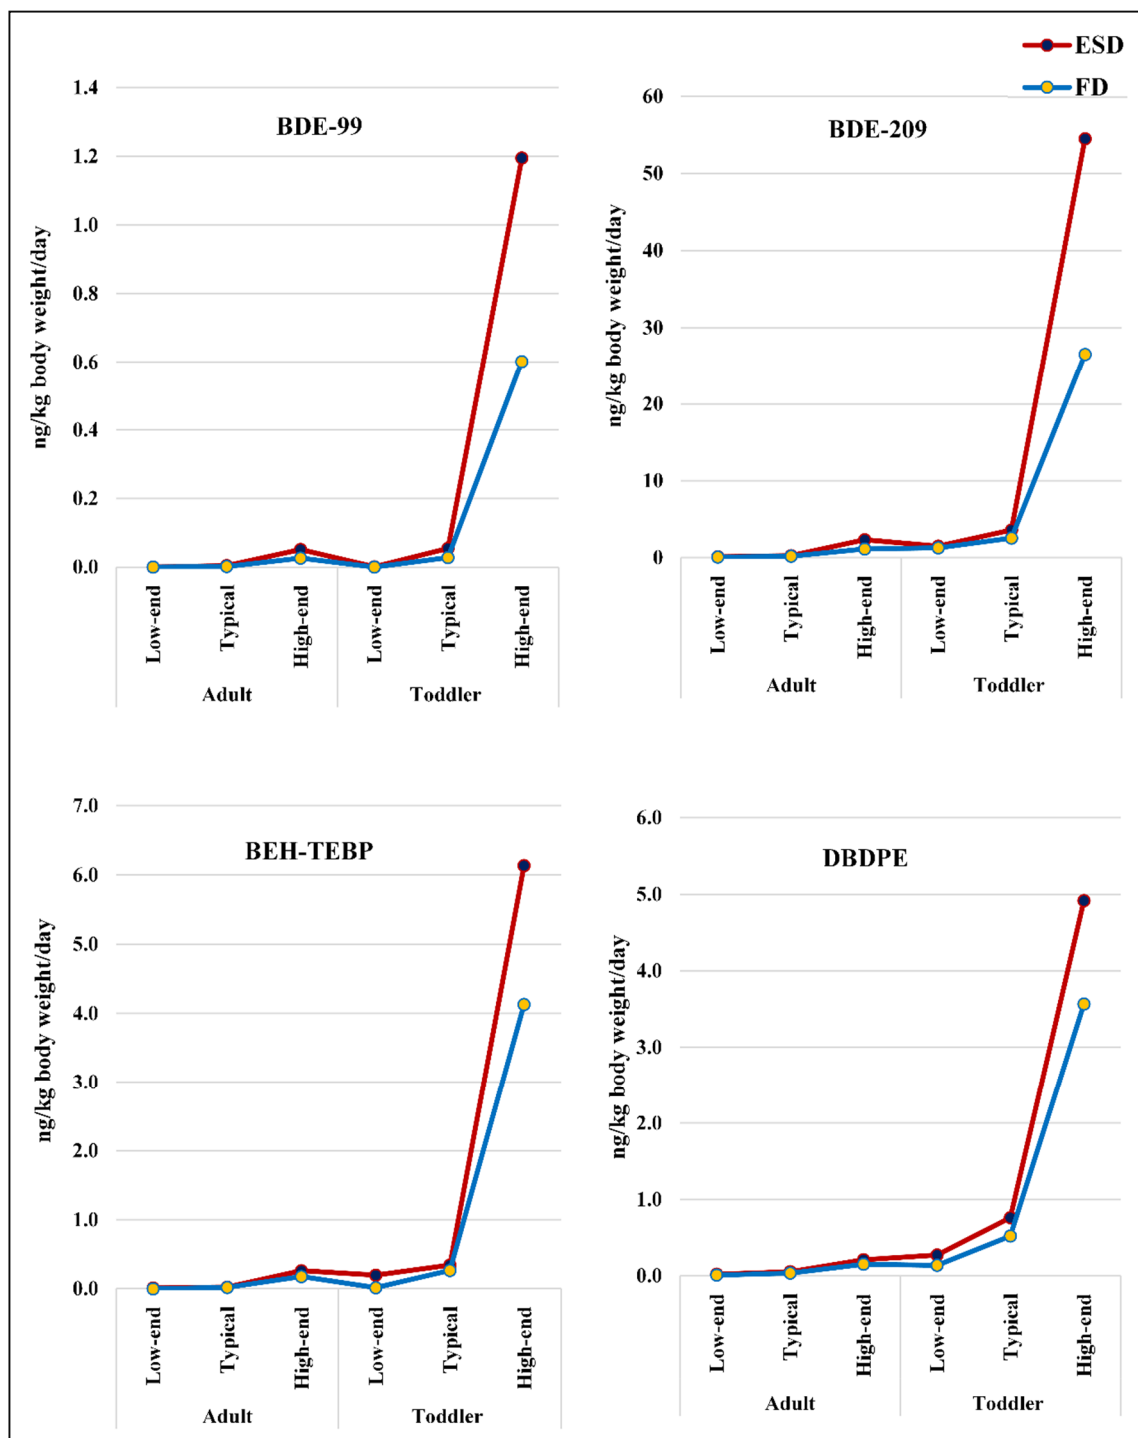 ESD
FD
BDE-99
ng/kg body weight/day
1.4
1.2
1.0
0.8
0.6
0.4
0.2
0.0
Low-end
Typical
High-end
Low-end
Typical
High-end
Adult
Toddler
BDE-209
ng/kg body weight/day
60
50
40
30
20
10
0
Low-end
Typical
High-end
Low-end
Typical
High-end
Adult
Toddler
BEH-TEBP
ng/kg body weight/day
7.0
6.0
5.0
4.0
3.0
2.0
1.0
0.0
Low-end
Typical
High-end
Low-end
Typical
High-end
Adult
Toddler
DBDPE
ng/kg body weight/day
6.0
5.0
4.0
3.0
2.0
1.0
0.0
Low-end
Typical
High-end
Low-end
Typical
High-end
Adult
Toddler